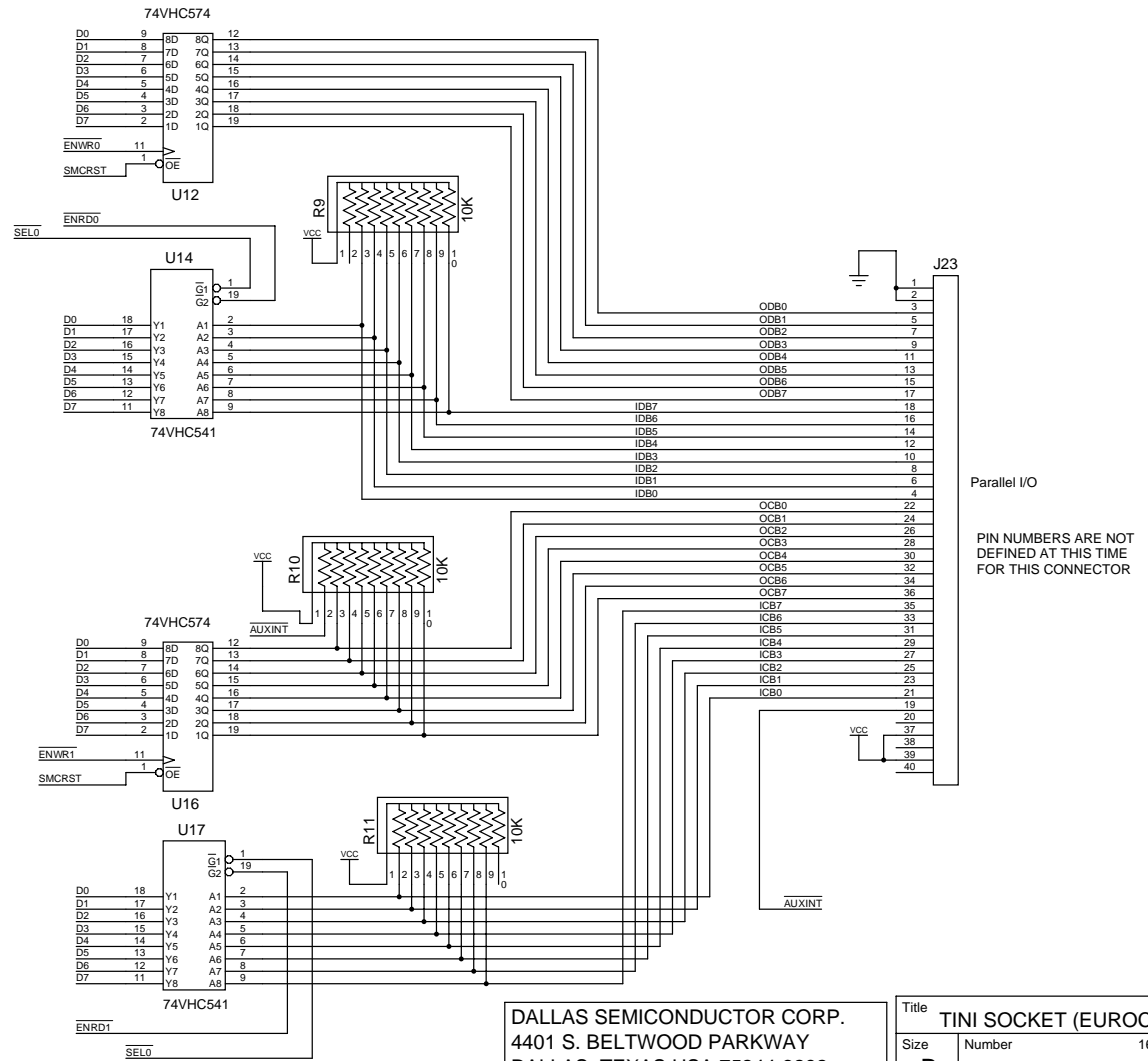 74VHC574
D0 9 8D 8Q 12
D1 8 7D 7Q 13
D2 7 6D 6Q 14
D3 6 5D 5Q 15
D4 5 4D 4Q 16
D5 4 3D 3Q 17
D6 3 2D 2Q 18
D7 2 1D 1Q 19
ENWR0 11
1 OE
SMCRST
U12
R9 10K
VCC
1 2 3 4 5 6 7 8 9 10
ENRD0
SEL0
U14
G1 1
G2 19
D0 18 Y1 A1 2
D1 17 Y2 A2 3
D2 16 Y3 A3 4
D3 15 Y4 A4 5
D4 14 Y5 A5 6
D5 13 Y6 A6 7
D6 12 Y7 A7 8
D7 11 Y8 A8 9
74VHC541
J23
1
2
ODB0 3
ODB1 5
ODB2 7
ODB3 9
ODB4 11
ODB5 13
ODB6 15
ODB7 17
IDB7 18
IDB6 16
IDB5 14
IDB4 12
IDB3 10
IDB2 8
IDB1 6
IDB0 4
OCB0 22
OCB1 24
OCB2 26
OCB3 28
OCB4 30
OCB5 32
OCB6 34
OCB7 36
ICB7 35
ICB6 33
ICB5 31
ICB4 29
ICB3 27
ICB2 25
ICB1 23
ICB0 21
19
20
VCC 37
38
39
40
Parallel I/O
PIN NUMBERS ARE NOT
DEFINED AT THIS TIME
FOR THIS CONNECTOR
AUXINT
R10 10K
VCC
1 2 3 4 5 6 7 8 9 10
AUXINT
74VHC574
D0 9 8D 8Q 12
D1 8 7D 7Q 13
D2 7 6D 6Q 14
D3 6 5D 5Q 15
D4 5 4D 4Q 16
D5 4 3D 3Q 17
D6 3 2D 2Q 18
D7 2 1D 1Q 19
ENWR1 11
1 OE
SMCRST
U16
R11 10K
VCC
1 2 3 4 5 6 7 8 9 10
U17
G1 1
G2 19
D0 18 Y1 A1 2
D1 17 Y2 A2 3
D2 16 Y3 A3 4
D3 15 Y4 A4 5
D4 14 Y5 A5 6
D5 13 Y6 A6 7
D6 12 Y7 A7 8
D7 11 Y8 A8 9
74VHC541
ENRD1
SEL0
DALLAS SEMICONDUCTOR CORP.
4401 S. BELTWOOD PARKWAY
Title
TINI SOCKET
Size Number